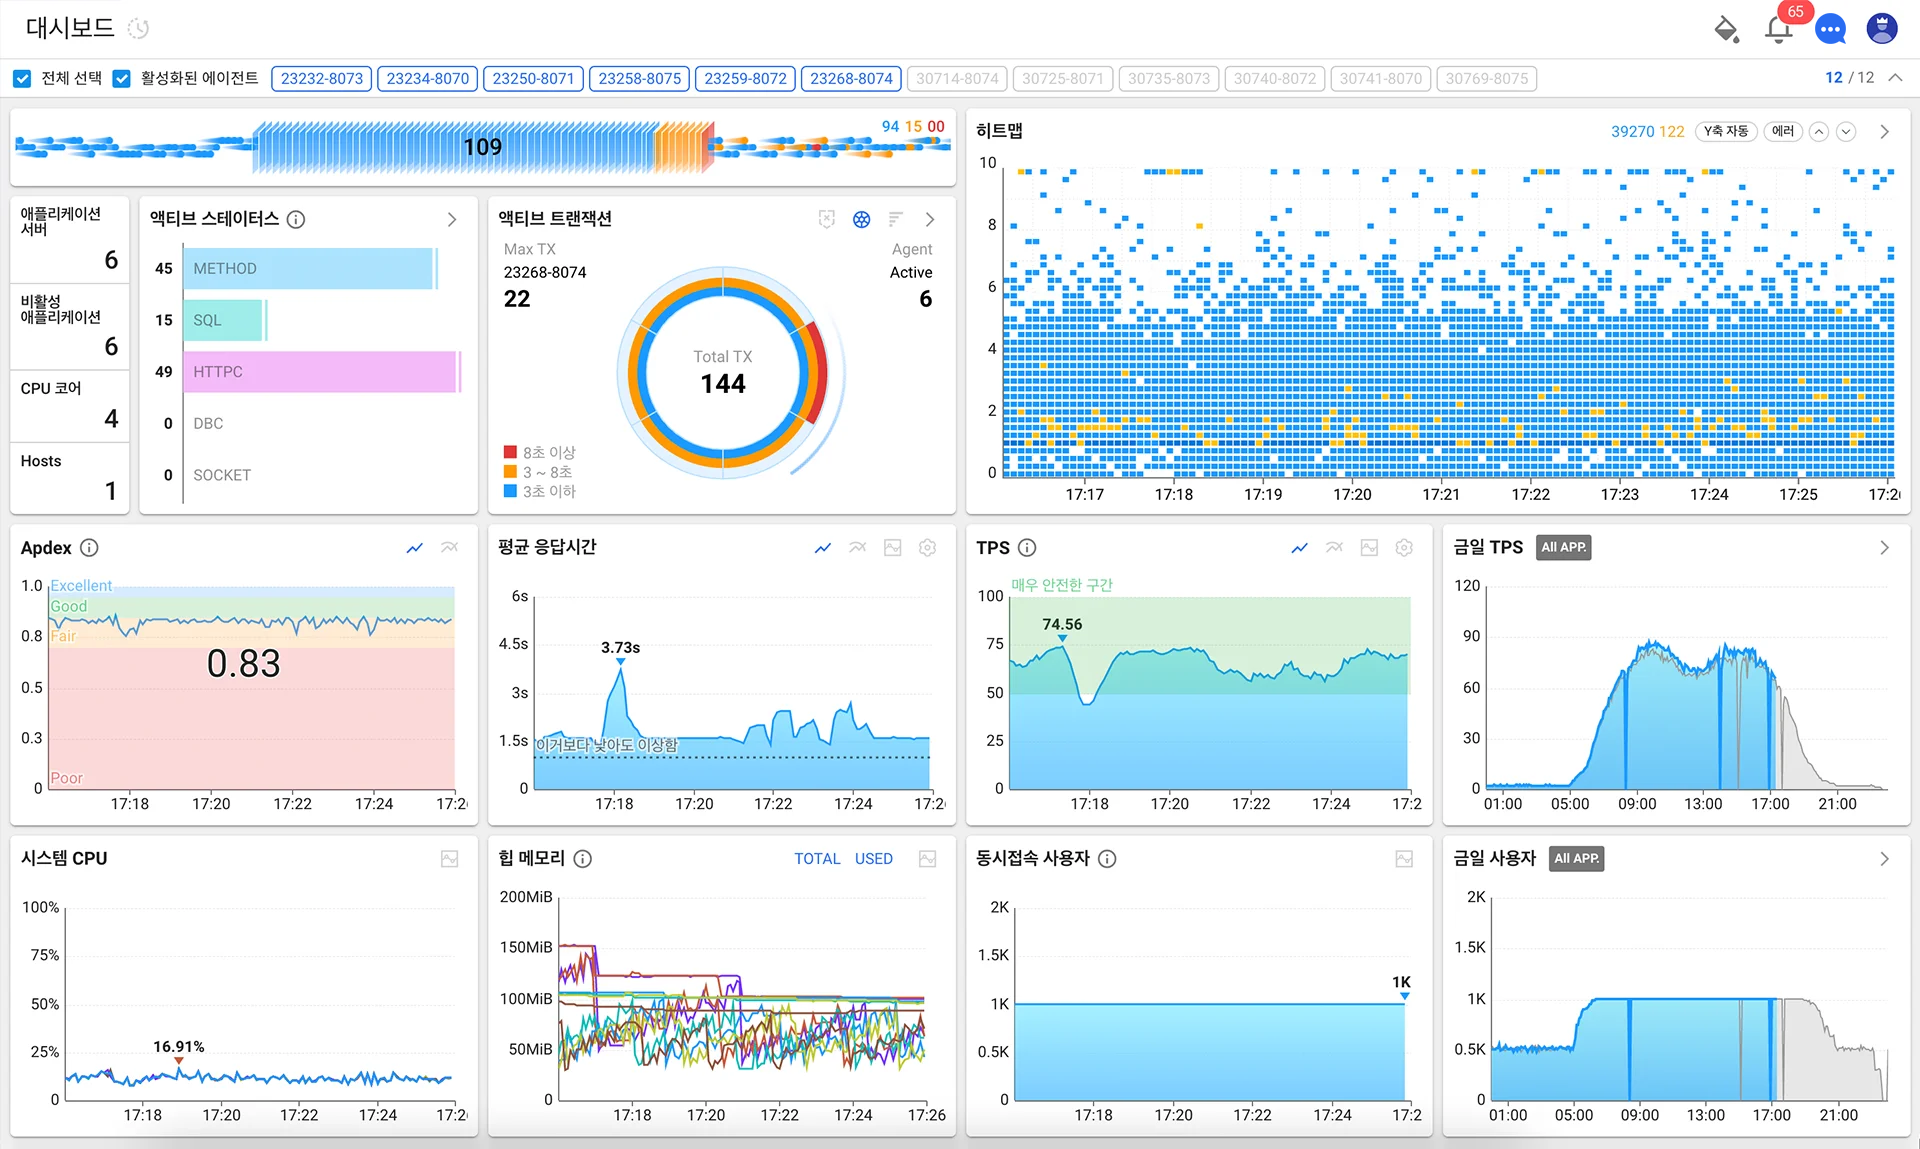 대시보드
65
전체 선택 활성화된 에이전트 23232-8073 23234-8070 23250-8071 23258-8075 23259-8072 23268-8074 30714-8074 30725-8071 30735-8073 30740-8072 30741-8070 30769-8075 12 / 12
94 15 00
109
애플리케이션
서버
6
비활성
애플리케이션
6
CPU 코어
4
Hosts
1
액티브 스테이터스
45 METHOD
15 SQL
49 HTTPC
0 DBC
0 SOCKET
액티브 트랜잭션
Max TX
23268-8074
22
Agent
Active
6
Total TX
144
8초 이상
3 ~ 8초
3초 이하
히트맵
39270 122 Y축 자동 에러
10
8
6
4
2
0
17:17 17:18 17:19 17:20 17:21 17:22 17:23 17:24 17:25 17:2
Apdex
1.0 Excellent
Good
0.8 Fair
0.83
0.5
0.3
Poor
0
17:18 17:20 17:22 17:24 17:2
평균 응답시간
6s
4.5s
3.73s
3s
1.5s
이거보다 낮아도 이상함
0
17:18 17:20 17:22 17:24 17:2
TPS
매우 안전한 구간
100
74.56
75
50
25
0
17:18 17:20 17:22 17:24 17:2
금일 TPS All APP.
120
90
60
30
0
01:00 05:00 09:00 13:00 17:00 21:00
시스템 CPU
100%
75%
50%
25%
16.91%
0
17:18 17:20 17:22 17:24 17:2
힙 메모리
TOTAL USED
200MiB
150MiB
100MiB
50MiB
0
17:18 17:20 17:22 17:24 17:26
동시접속 사용자
2K
1.5K
1K
1K
0.5K
0
17:18 17:20 17:22 17:24 17:2
금일 사용자 All APP.
2K
1.5K
1K
0.5K
0
01:00 05:00 09:00 13:00 17:00 21:00